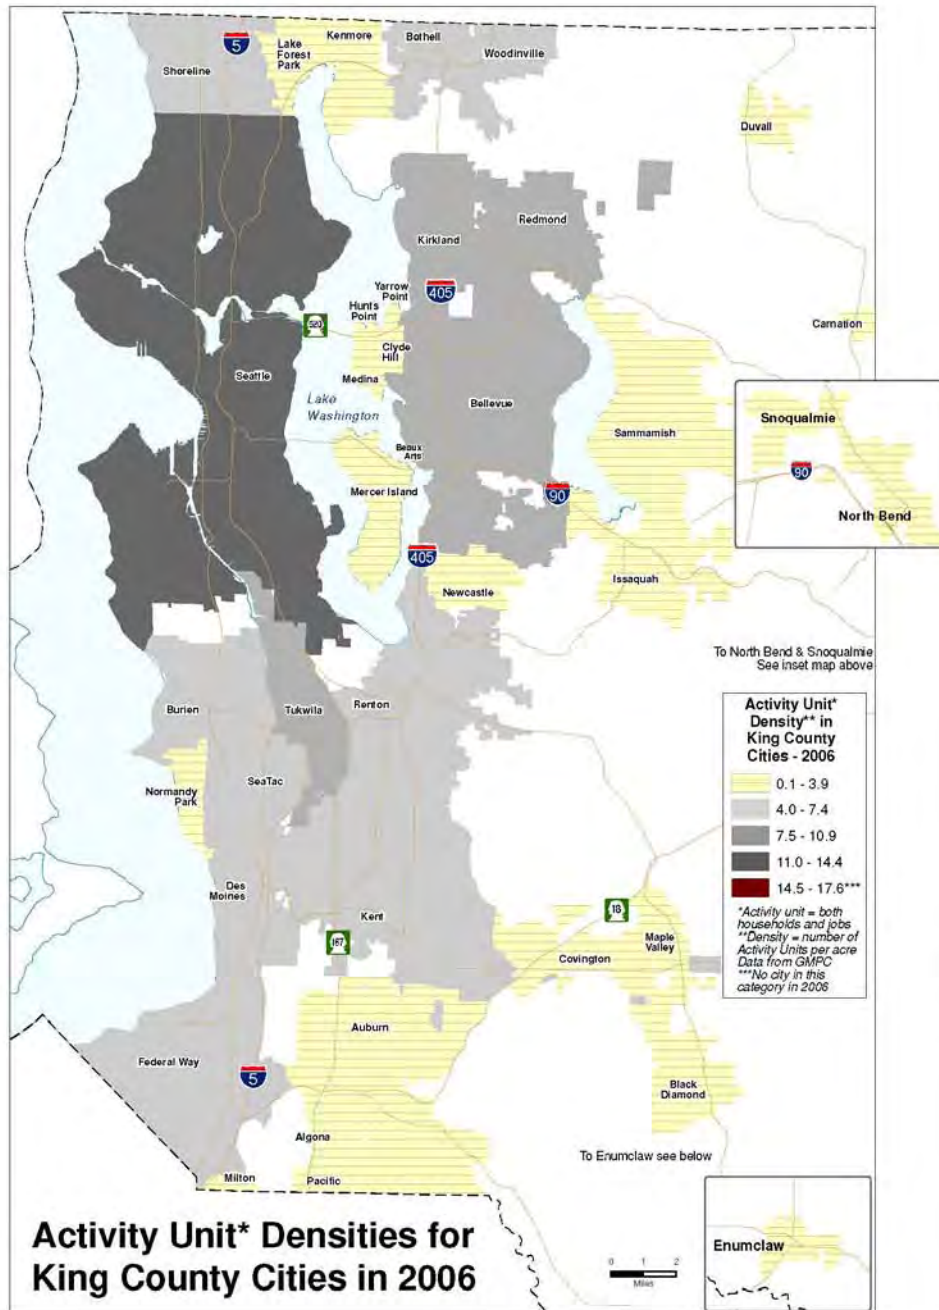 5
Kenmore
Bothell
Lake
Forest
Park
Woodinville
Shoreline
Duvall
Redmond
Kirkland
Yarrow
Point
405
Hunts
Point
520
Carnation
Clyde
Hill
Seattle
Medina
Lake
Washington
Bellevue
Snoqualmie
Sammamish
Beaux
Arts
90
Mercer Island
90
North Bend
405
Newcastle
Issaquah
To North Bend & Snoqualmie
See inset map above
Burien
Tukwila
Renton
Activity Unit*
Density** in
King County
Cities - 2006
0.1 - 3.9
4.0 - 7.4
7.5 - 10.9
11.0 - 14.4
14.5 - 17.6***
*Activity unit = both
households and jobs
**Density = number of
Activity Units per acre
Data from GMPC
***No city in this
category in 2006
SeaTac
Normandy
Park
Des
Moines
Kent
18
167
Maple
Valley
Covington
Auburn
Federal Way
5
Black
Diamond
Algona
To Enumclaw see below
Milton
Pacific
Enumclaw
Activity Unit* Densities for
King County Cities in 2006
0 1 2
Miles